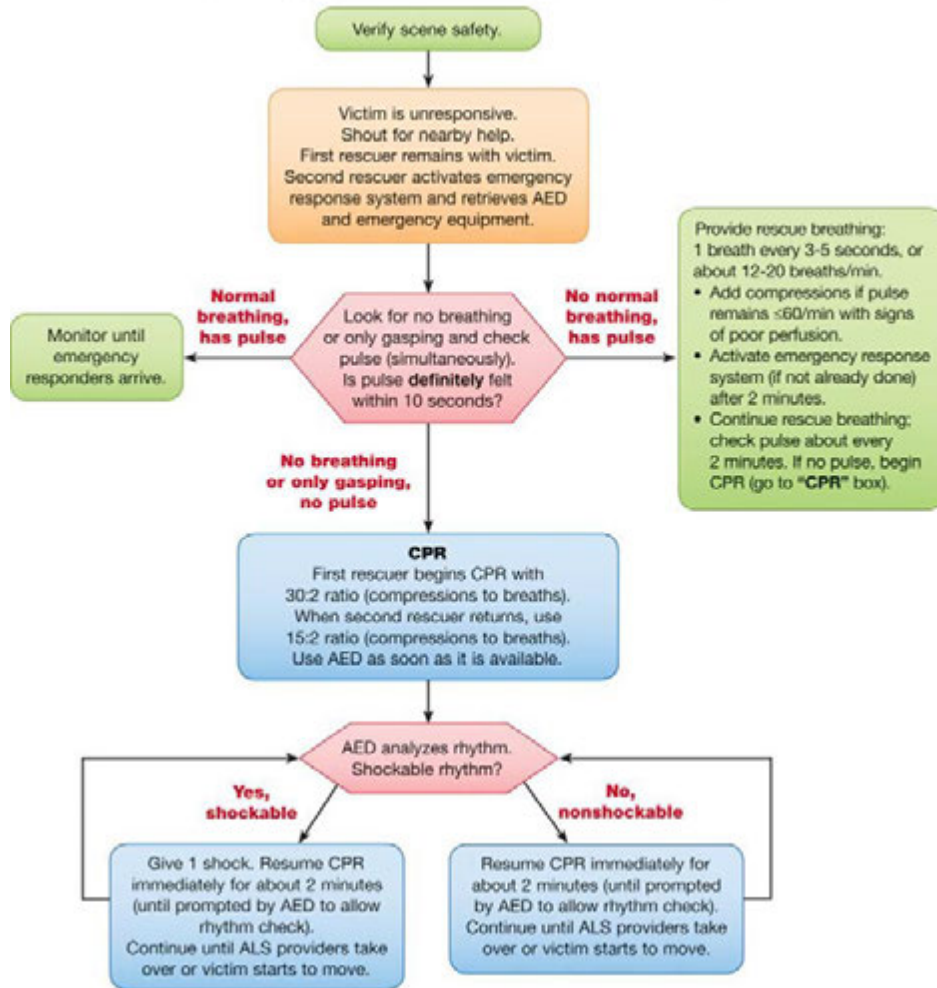 Verify scene safety.
Victim is unresponsive.
Shout for nearby help.
First rescuer remains with victim.
Second rescuer activates emergency
response system and retrieves AED
and emergency equipment.
Normal
breathing,
has pulse
Monitor until
emergency
responders arrive.
Look for no breathing
or only gasping and check
pulse (simultaneously).
Is pulse definitely felt
within 10 seconds?
No normal
breathing,
has pulse
Provide rescue breathing:
1 breath every 3-5 seconds, or
about 12-20 breaths/min.
• Add compressions if pulse
remains ≤60/min with signs
of poor perfusion.
• Activate emergency response
system (if not already done)
after 2 minutes.
• Continue rescue breathing;
check pulse about every
2 minutes. If no pulse, begin
CPR (go to “CPR” box).
No breathing
or only gasping,
no pulse
CPR
First rescuer begins CPR with
30:2 ratio (compressions to breaths).
When second rescuer returns, use
15:2 ratio (compressions to breaths).
Use AED as soon as it is available.
AED analyzes rhythm.
Shockable rhythm?
Yes,
shockable
No,
nonshockable
Give 1 shock. Resume CPR
immediately for about 2 minutes
(until prompted by AED to allow
rhythm check).
Continue until ALS providers take
over or victim starts to move.
Resume CPR immediately for
about 2 minutes (until prompted
by AED to allow rhythm check).
Continue until ALS providers take
over or victim starts to move.